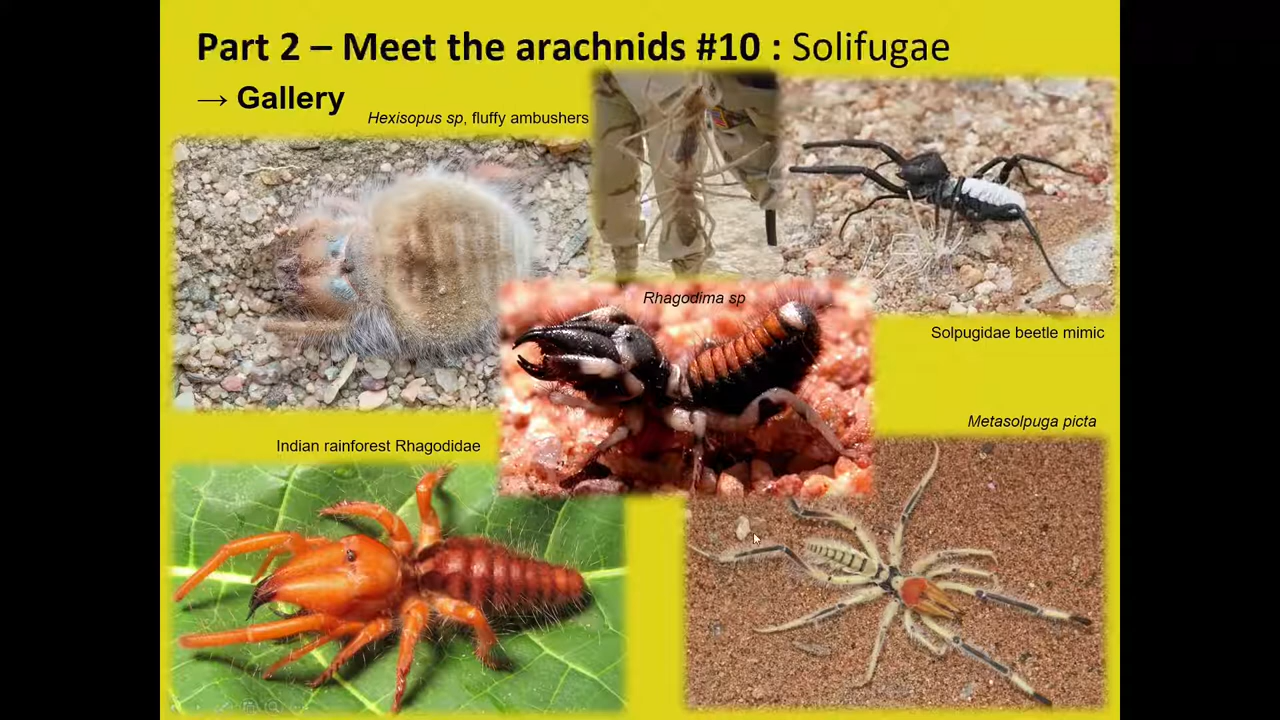 Part 2 – Meet the arachnids #10 : Solifugae
→ Gallery
Hexisopus sp, fluffy ambushers
Rhagodima sp
Solpugidae beetle mimic
Metasolpuga picta
Indian rainforest Rhagodidae